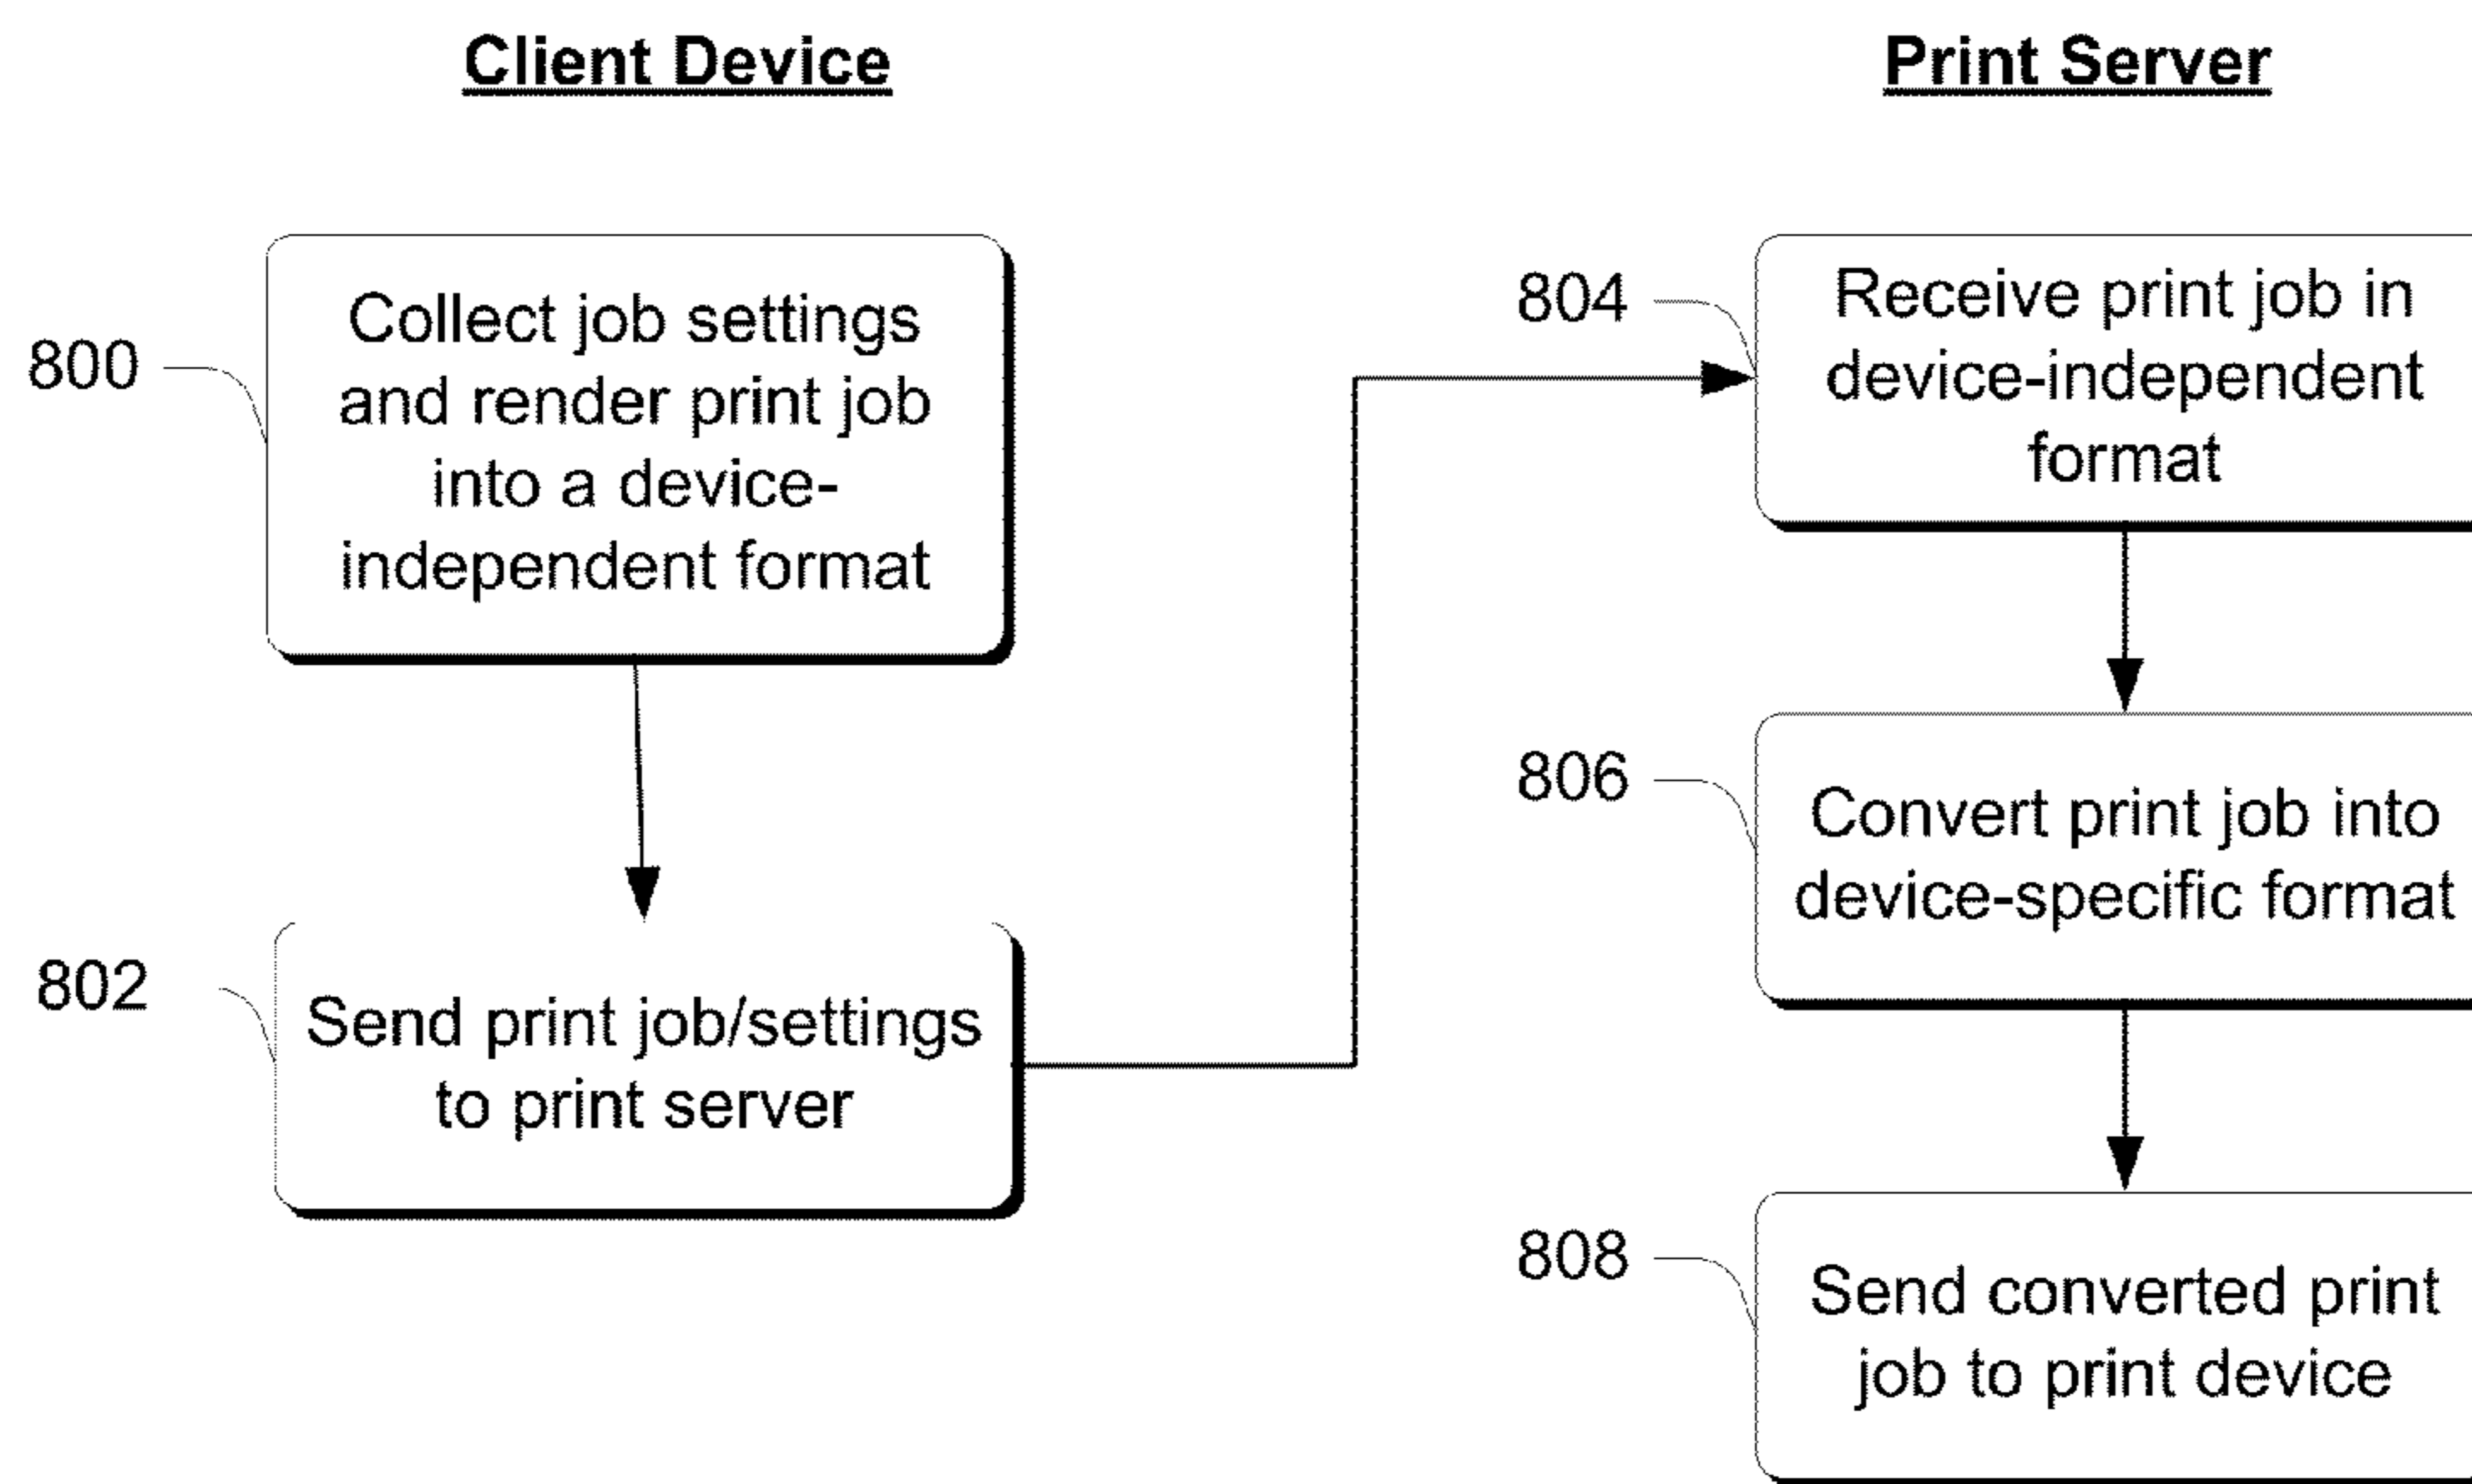 Client Device
800
Collect job settings
and render print job
into a device-
independent format
802
Send print job/settings
to print server
Print Server
804
Receive print job in
device-independent
format
806
Convert print job into
device-specific format
808
Send converted print
job to print device